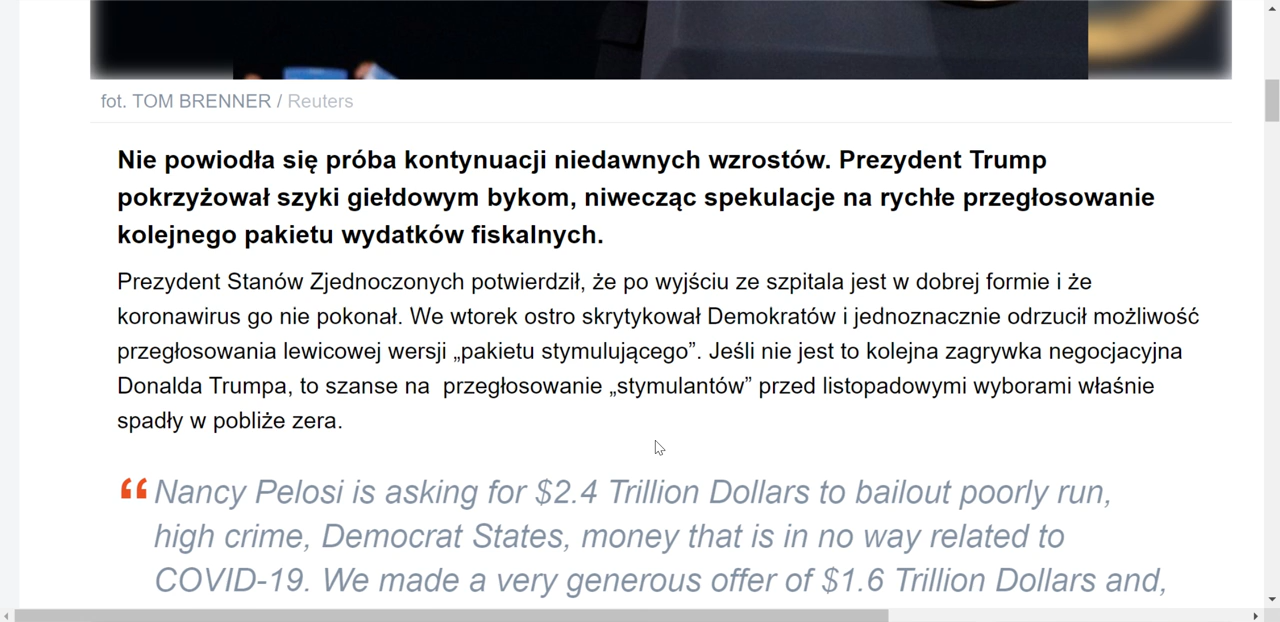 fot. TOM BRENNER / Reuters
Nie powiodła się próba kontynuacji niedawnych wzrostów. Prezydent Trump
pokrzyżował szyki giełdowym bykom, niwecząc spekulacje na rychłe przegłosowanie
kolejnego pakietu wydatków fiskalnych.
Prezydent Stanów Zjednoczonych potwierdził, że po wyjściu ze szpitala jest w dobrej formie i że
koronawirus go nie pokonał. We wtorek ostro skrytykował Demokratów i jednoznacznie odrzucił możliwość
przegłosowania lewicowej wersji „pakietu stymulującego”. Jeśli nie jest to kolejna zagrywka negocjacyjna
Donalda Trumpa, to szanse na  przegłosowanie „stymulantów” przed listopadowymi wyborami właśnie
spadły w pobliże zera.
“Nancy Pelosi is asking for $2.4 Trillion Dollars to bailout poorly run,
high crime, Democrat States, money that is in no way related to
COVID-19. We made a very generous offer of $1.6 Trillion Dollars and,